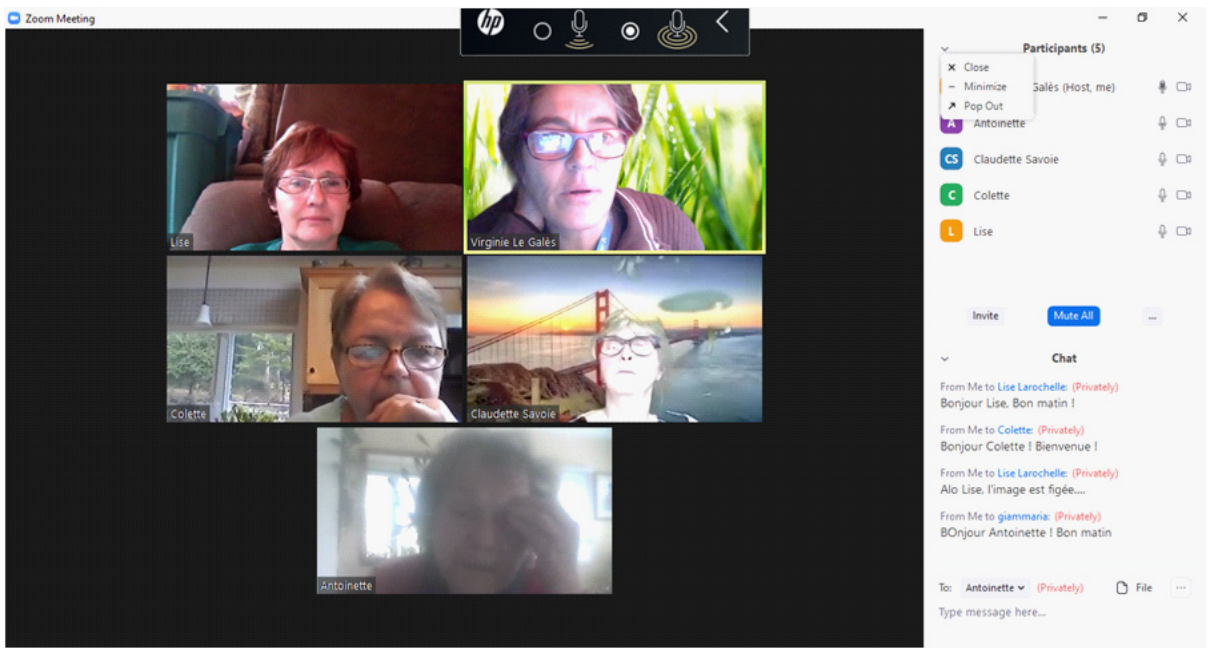 Zoom Meeting
hp
Participants (5)
Close
Minimize
Pop Out
Galès (Host, me)
A Antoinette
CS Claudette Savoie
C Colette
L Lise
Invite
Mute All
...
Lise
Virginie Le Galès
Colette
Claudette Savoie
Antoinette
Chat
From Me to Lise Larochelle: (Privately)
Bonjour Lise, Bon matin !
From Me to Colette: (Privately)
Bonjour Colette ! Bienvenue !
From Me to Lise Larochelle: (Privately)
Alo Lise, l'image est figée....
From Me to giammaria: (Privately)
BOnjour Antoinette ! Bon matin
To: Antoinette (Privately) File ...
Type message here...